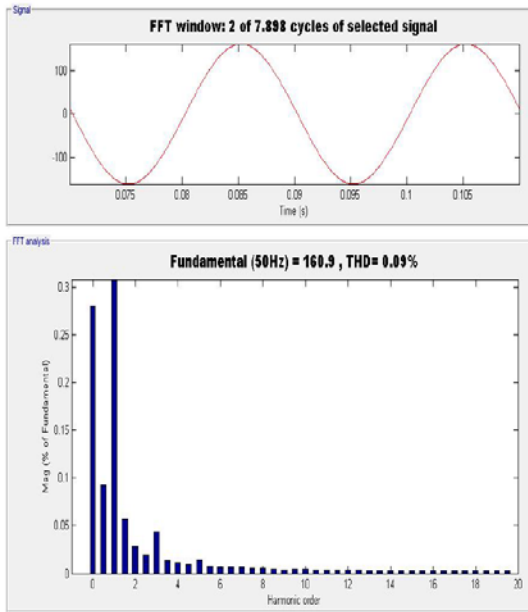 Signal
FFT window: 2 of 7.898 cycles of selected signal
100
0
-100
0.075 0.08 0.085 0.09 0.095 0.1 0.105
Time (s)
FFT analysis
Fundamental (50Hz) = 160.9 , THD= 0.09%
0.3
0.25
0.2
0.15
0.1
0.05
0
Mag (% of Fundamental)
0 2 4 6 8 10 12 14 16 18 20
Harmonic order